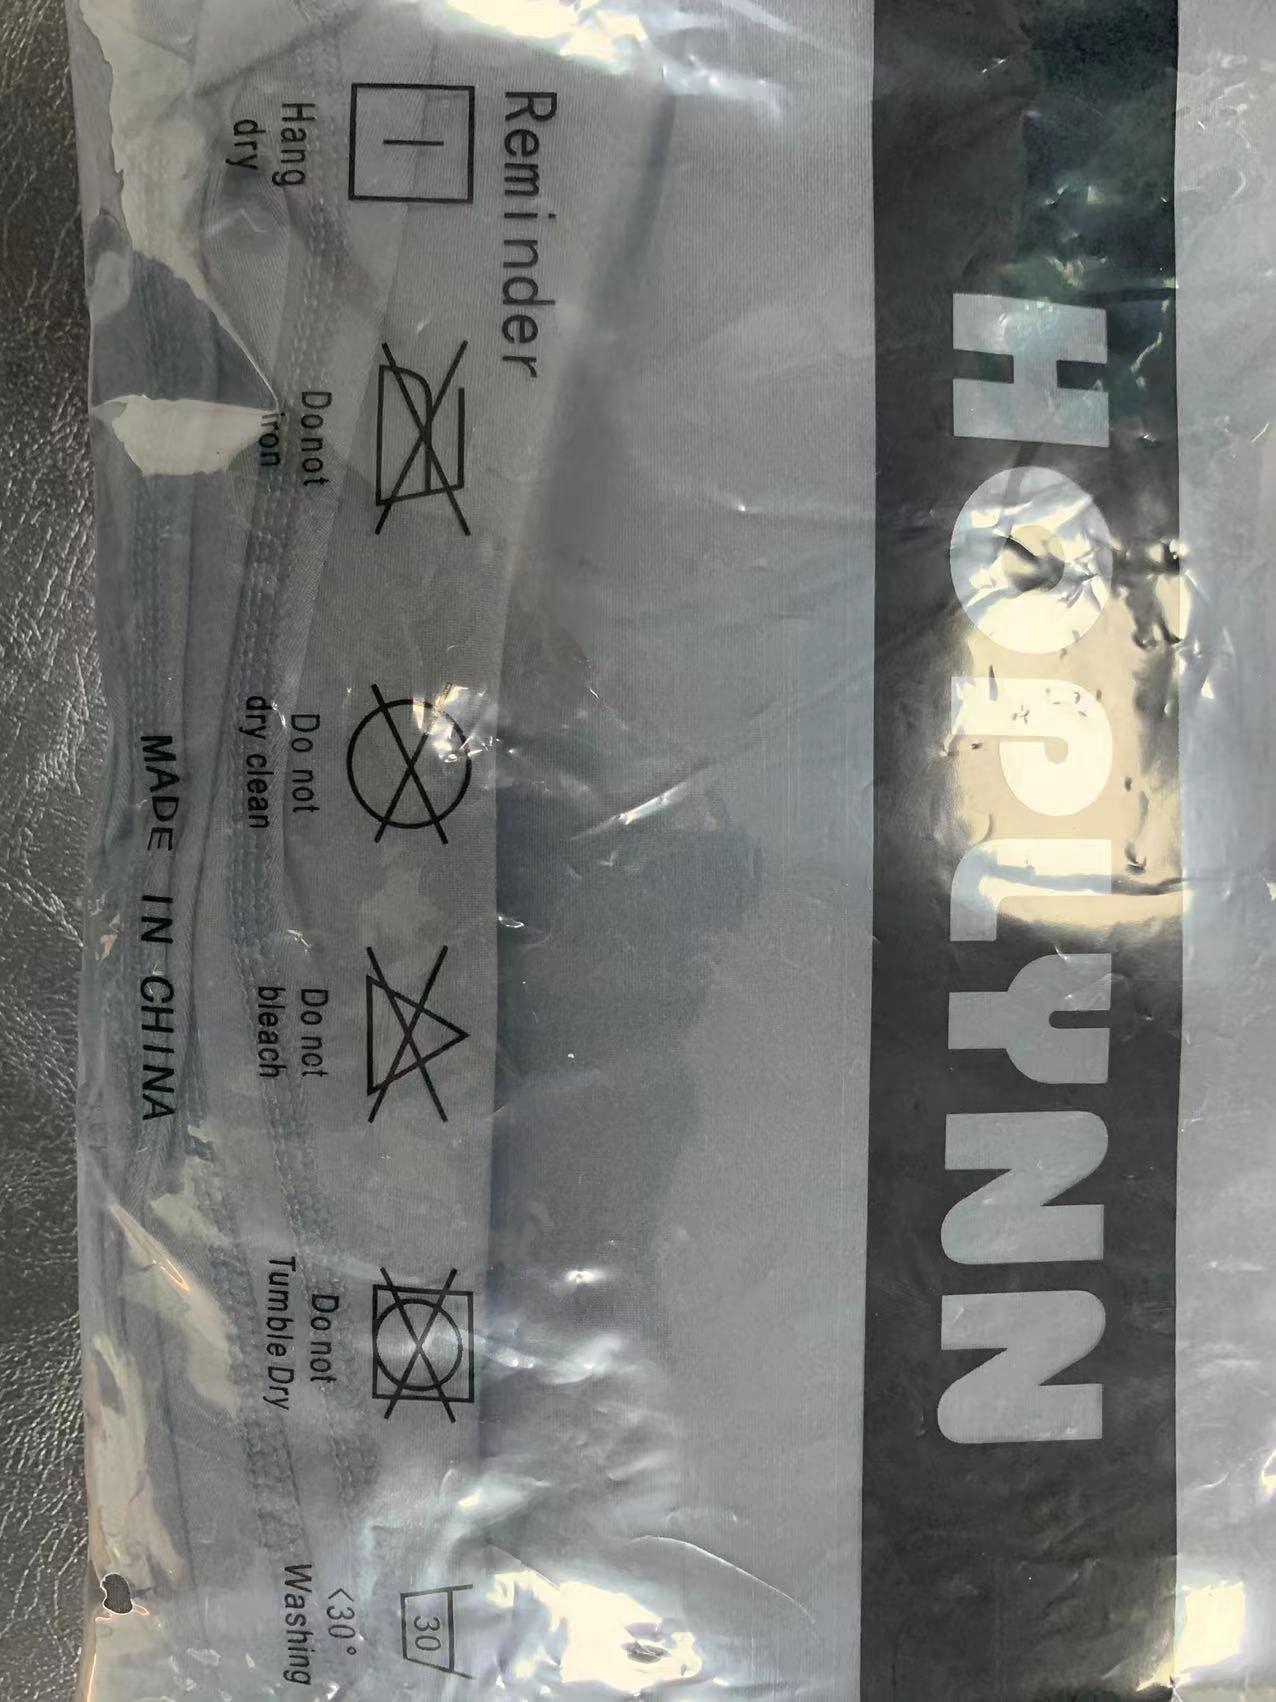 HOPLYNN
Reminder
30
Hang
dry
Do not
iron
Do not
dry clean
Do not
bleach
Do not
Tumble Dry
<30°
Washing
MADE IN CHINA